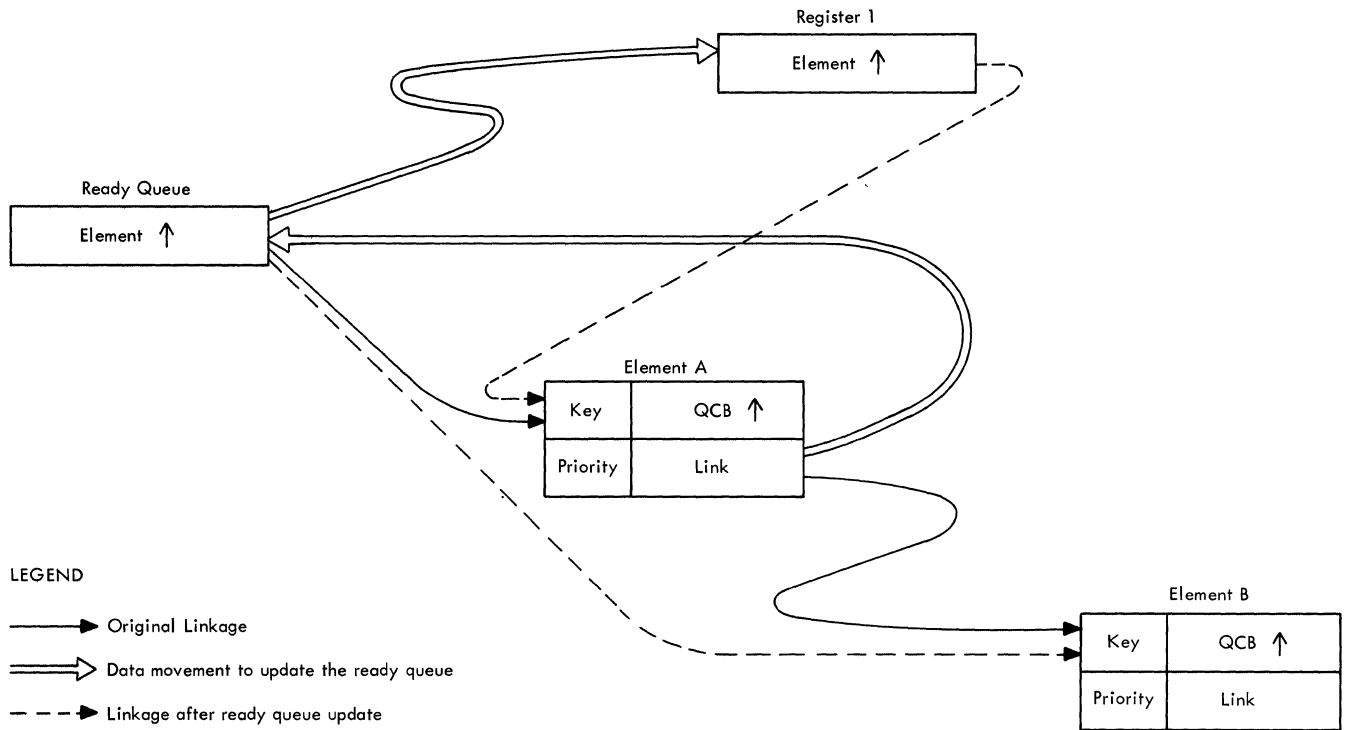 Register 1
Element ↑
Ready Queue
Element ↑
Element A
Key QCB ↑
Priority Link
LEGEND
Original Linkage
Data movement to update the ready queue
Linkage after ready queue update
Element B
Key QCB ↑
Priority Link